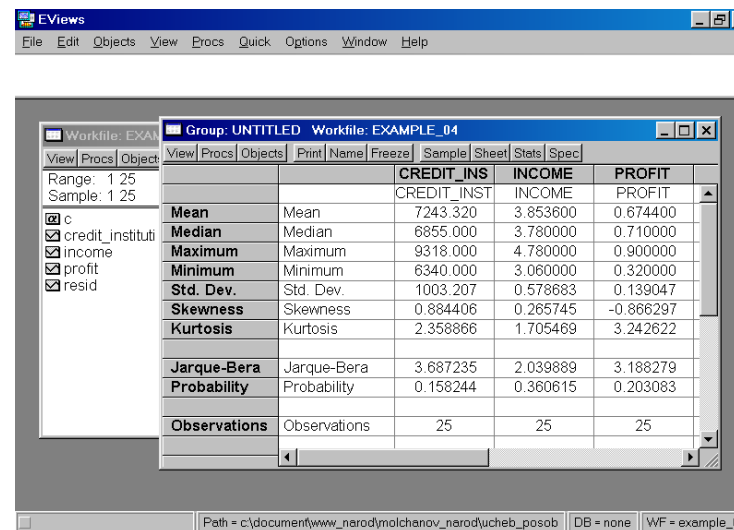 EViews
File Edit Objects View Procs Quick Options Window Help
Workfile: EXAM
View Procs Object
Range: 1 25
Sample: 1 25
c
credit_instituti
income
profit
resid
Group: UNTITLED Workfile: EXAMPLE_04
View Procs Objects Print Name Freeze Sample Sheet Stats Spec
CREDIT_INS INCOME PROFIT
CREDIT_INST INCOME PROFIT
Mean Mean 7243.320 3.853600 0.674400
Median Median 6855.000 3.780000 0.710000
Maximum Maximum 9318.000 4.780000 0.900000
Minimum Minimum 6340.000 3.060000 0.320000
Std. Dev. Std. Dev. 1003.207 0.578683 0.139047
Skewness Skewness 0.884406 0.265745 -0.866297
Kurtosis Kurtosis 2.358866 1.705469 3.242622
Jarque-Bera Jarque-Bera 3.687235 2.039889 3.188279
Probability Probability 0.158244 0.360615 0.203083
Observations Observations 25 25 25
Path = c:\document\www_narod\molchanov_narod\ucheb_posob DB = none WF = example_